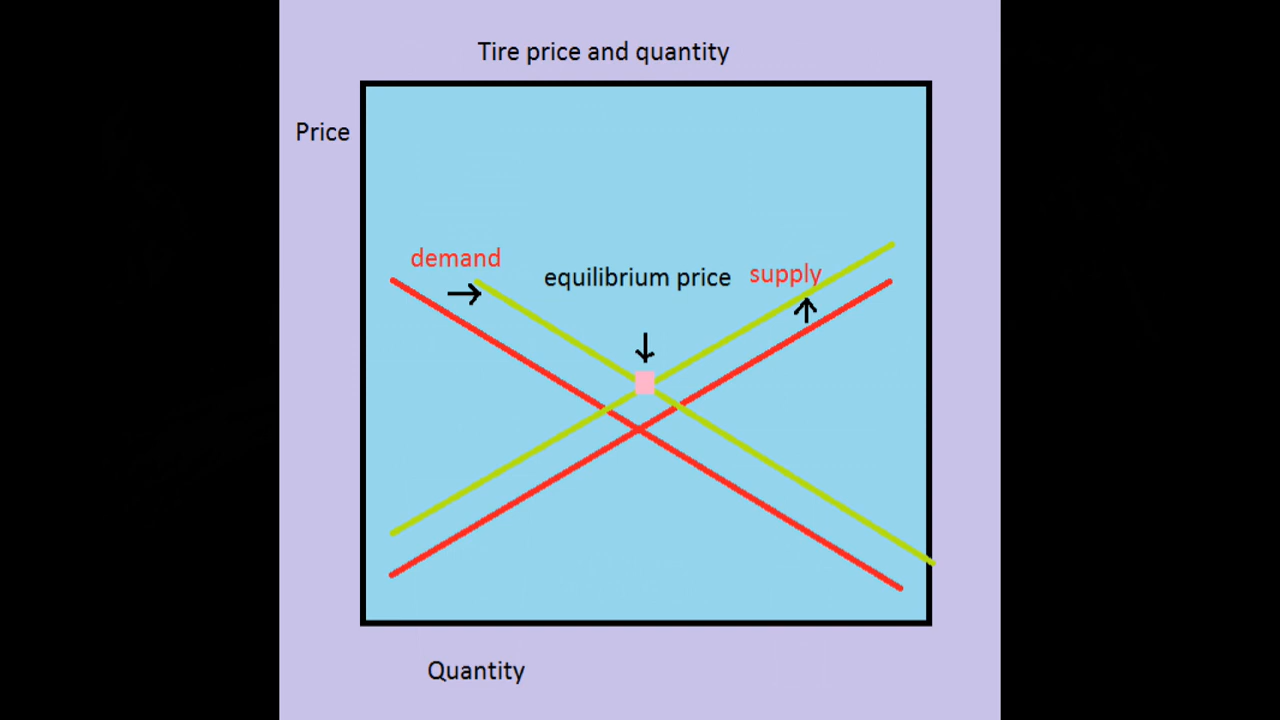 Tire price and quantity
Price
demand
equilibrium price
supply
Quantity